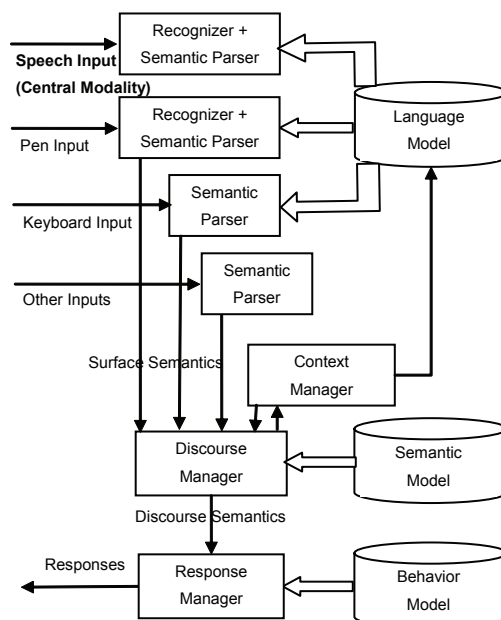 Recognizer +
Semantic Parser
Speech Input
(Central Modality)
Recognizer +
Semantic Parser
Pen Input
Language
Model
Semantic
Parser
Keyboard Input
Semantic
Parser
Other Inputs
Surface Semantics
Context
Manager
Discourse
Manager
Semantic
Model
Discourse Semantics
Responses
Response
Manager
Behavior
Model